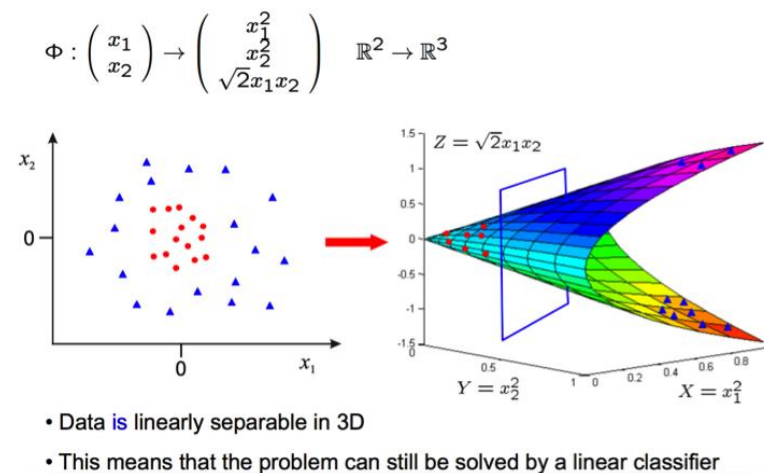 Φ : ( x₁ x₂ ) → ( x₁² x₂² √2x₁x₂ ) ℝ² → ℝ³
x₂
0
0
x₁
Z = √2x₁x₂
1.5
1
0.5
0
-0.5
-1
-1.5
0
0.5
1
Y = x₂²
0
0.2
0.4
0.6
0.8
X = x₁²
• Data is linearly separable in 3D
• This means that the problem can still be solved by a linear classifier